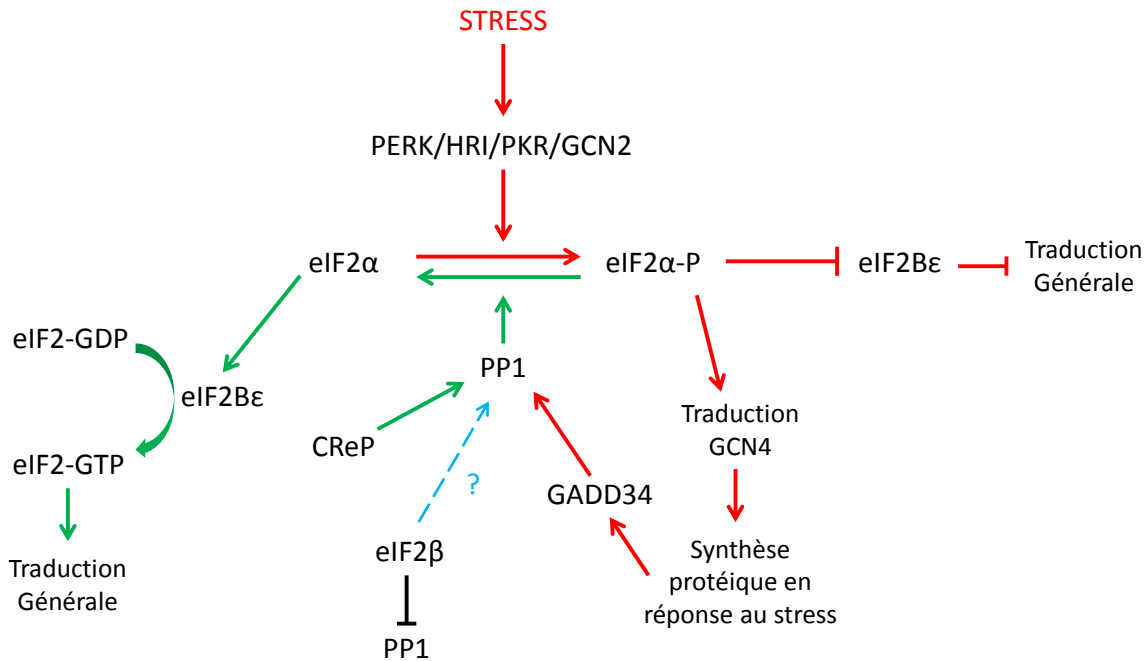 STRESS
PERK/HRI/PKR/GCN2
eIF2α
eIF2α-P
eIF2Bε
Traduction
Générale
eIF2-GDP
eIF2Bε
eIF2-GTP
Traduction
Générale
PP1
CReP
?
eIF2β
PP1
GADD34
Traduction
GCN4
Synthèse
protéique en
réponse au stress